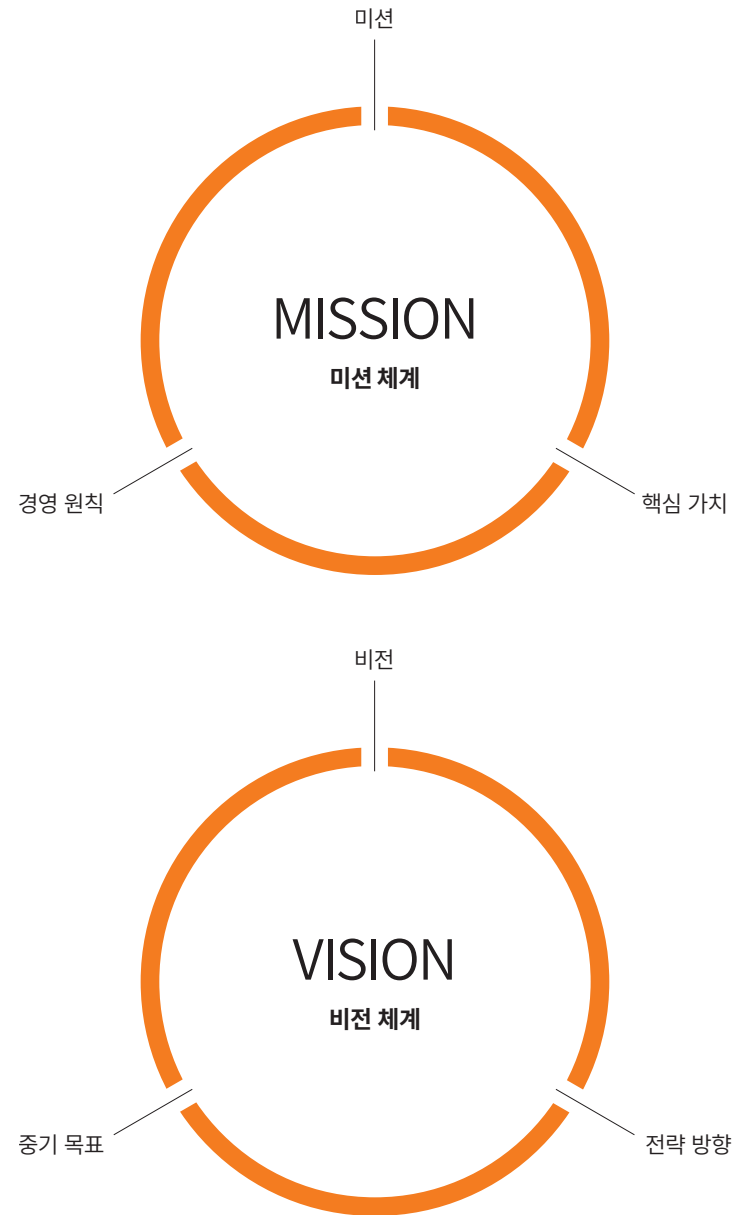 미션
MISSION
미션 체계
경영 원칙
핵심 가치
비전
VISION
비전 체계
중기 목표
전략 방향